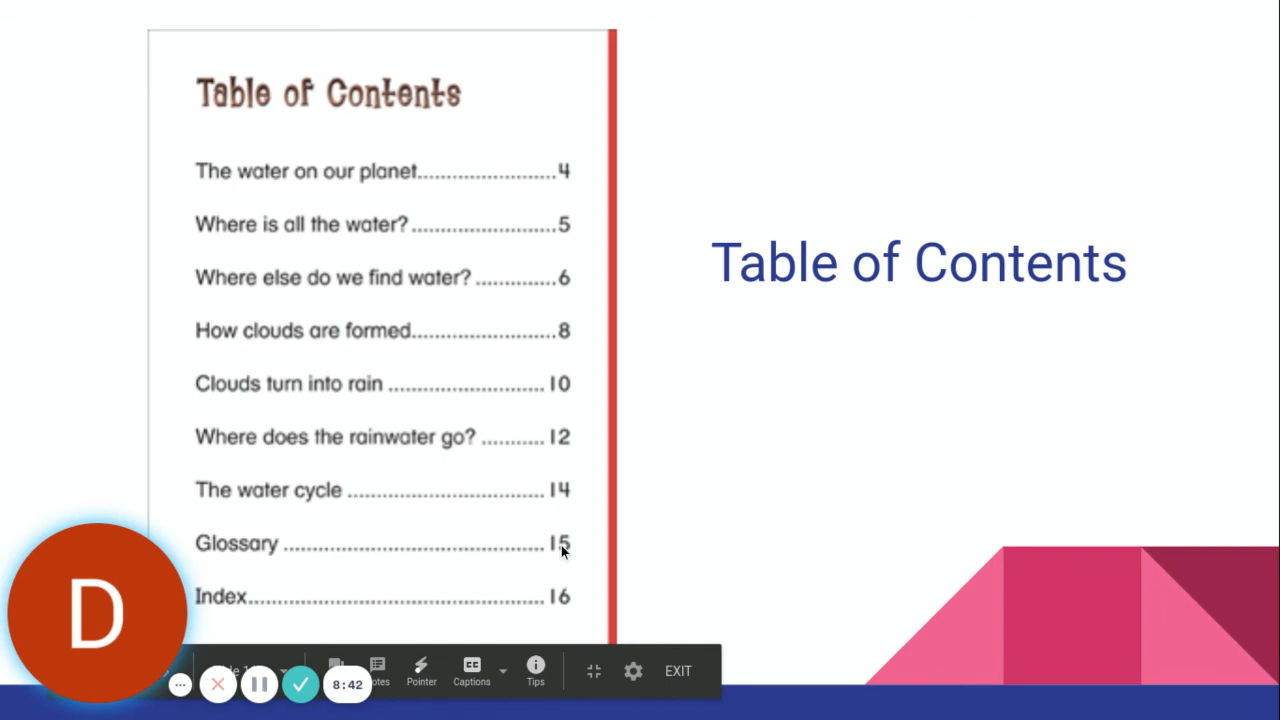 Table of Contents
The water on our planet........................4
Where is all the water?.........................5
Where else do we find water? ..............6
How clouds are formed.........................8
Clouds turn into rain ........................... 10
Where does the rainwater go? ........... 12
The water cycle .................................. 14
Glossary ............................................. 15
Index................................................... 16
Table of Contents
D
Pointer
Captions
Tips
EXIT
8:42